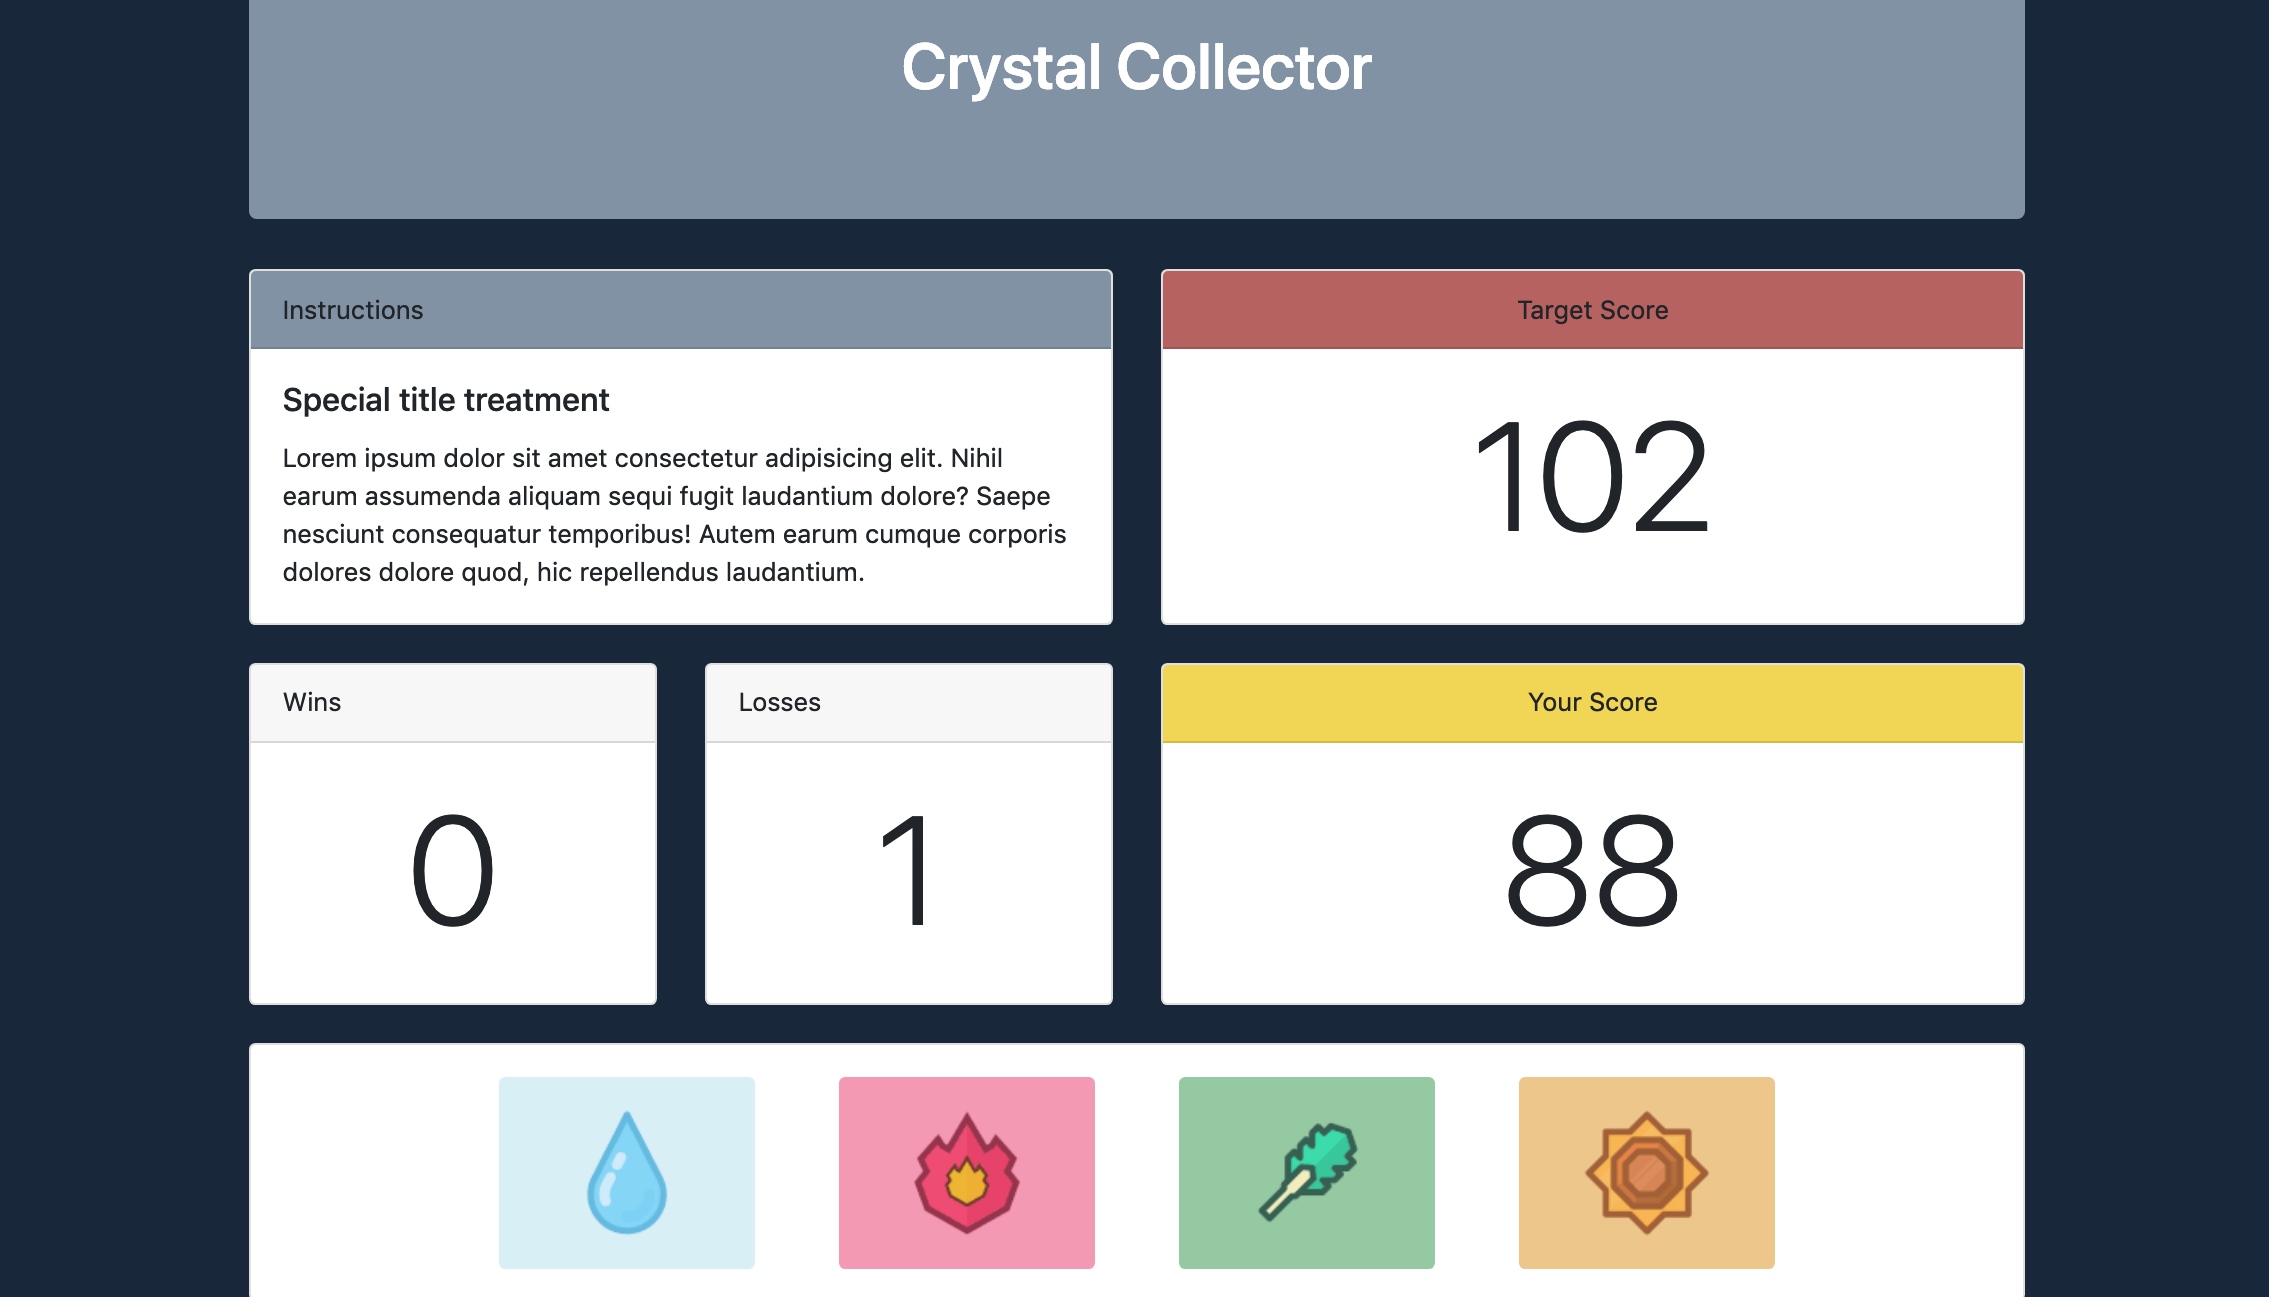 Crystal Collector
Instructions
Special title treatment
Lorem ipsum dolor sit amet consectetur adipisicing elit. Nihil
earum assumenda aliquam sequi fugit laudantium dolore? Saepe
nesciunt consequatur temporibus! Autem earum cumque corporis
dolores dolore quod, hic repellendus laudantium.
Target Score
102
Wins
0
Losses
1
Your Score
88